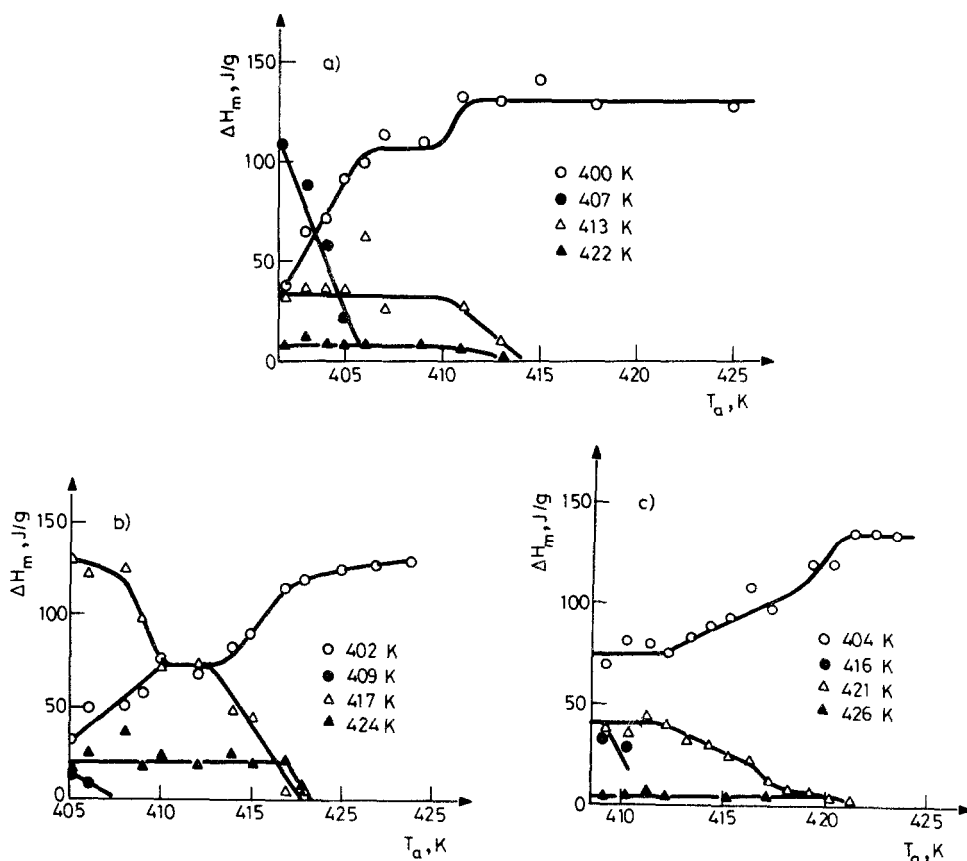 a)
ΔH_m, J/g
150
100
50
0
○ 400 K
● 407 K
△ 413 K
▲ 422 K
405 410 415 420 425
T_a, K
b)
ΔH_m, J/g
150
100
50
0
○ 402 K
● 409 K
△ 417 K
▲ 424 K
405 410 415 420 425
T_a, K
c)
ΔH_m, J/g
150
100
50
0
○ 404 K
● 416 K
△ 421 K
▲ 426 K
410 415 420 425
T_a, K